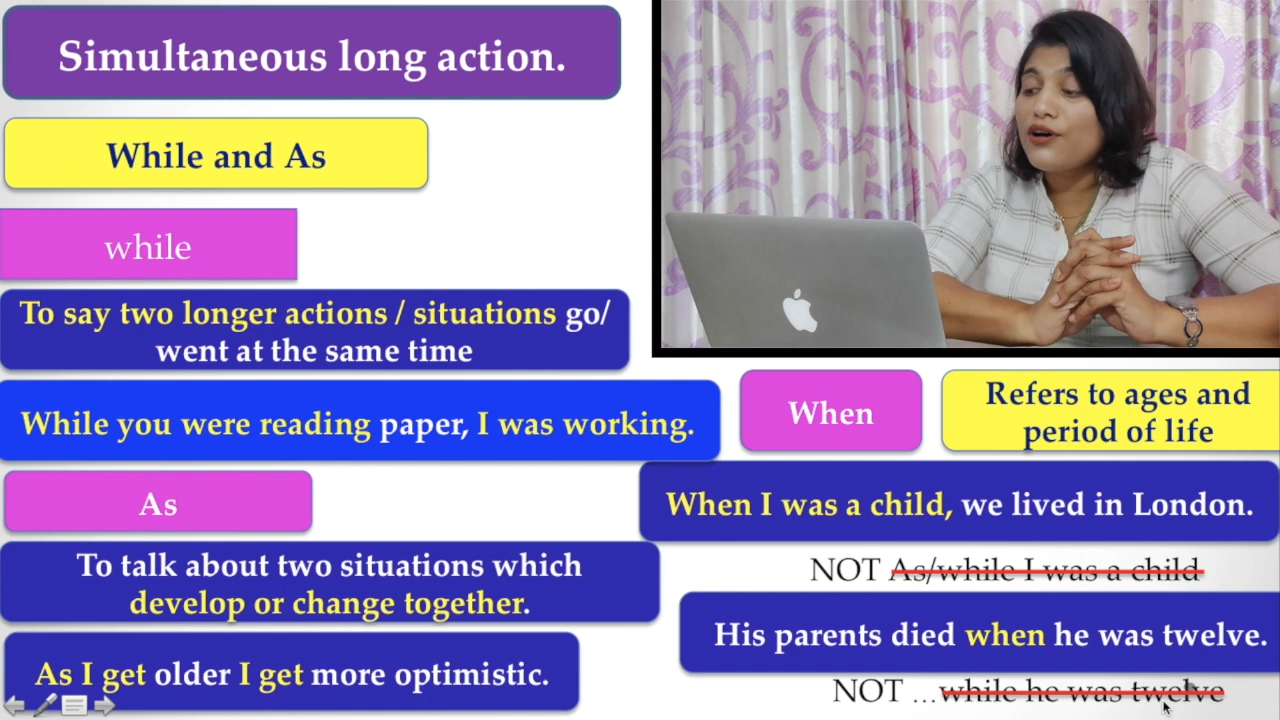 Simultaneous long action.
While and As
while
To say two longer actions / situations go/
went at the same time
While you were reading paper, I was working.
As
To talk about two situations which
develop or change together.
As I get older I get more optimistic.
When
Refers to ages and
period of life
When I was a child, we lived in London.
NOT As/while I was a child
His parents died when he was twelve.
NOT …while he was twelve